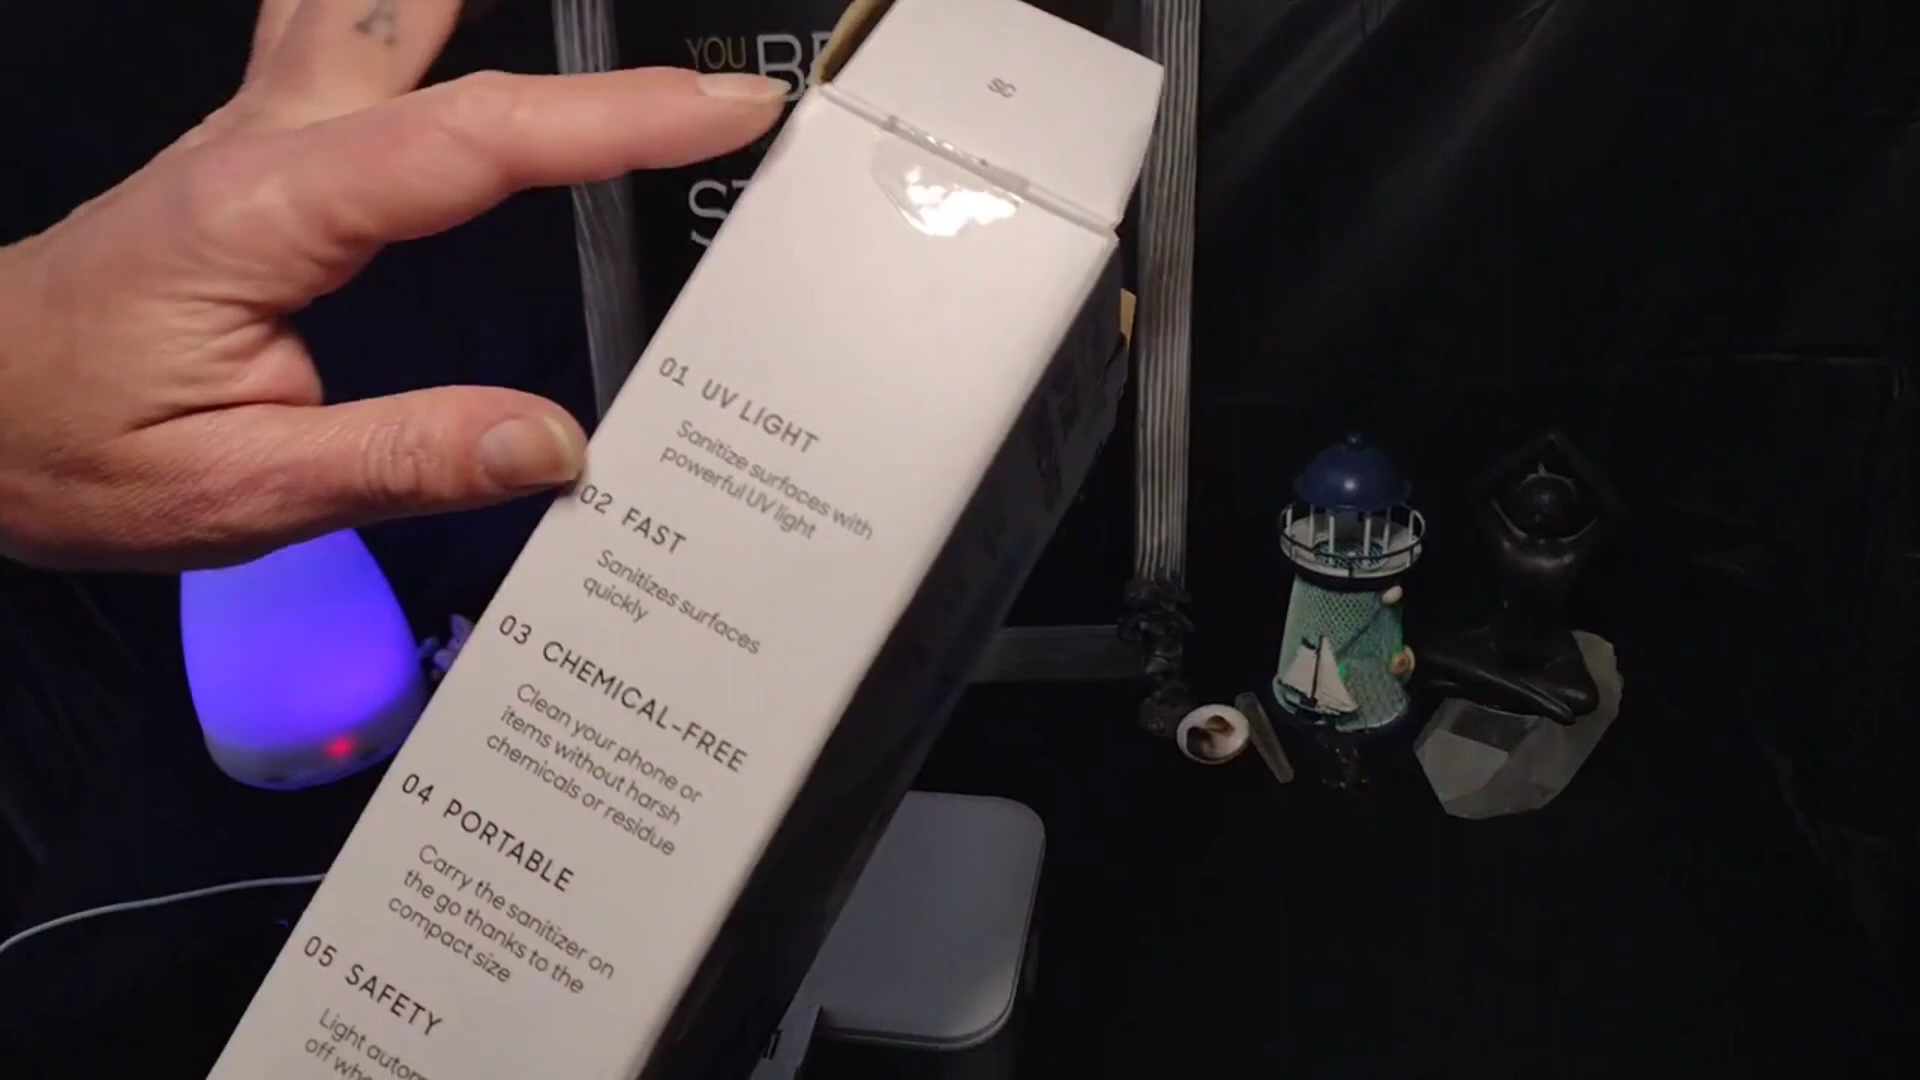 YOU
SC
01 UV LIGHT
Sanitize surfaces with
powerful UV light
02 FAST
Sanitizes surfaces
quickly
03 CHEMICAL-FREE
Clean your phone or
items without harsh
chemicals or residue
04 PORTABLE
Carry the sanitizer on
the go thanks to the
compact size
05 SAFETY
Light
off